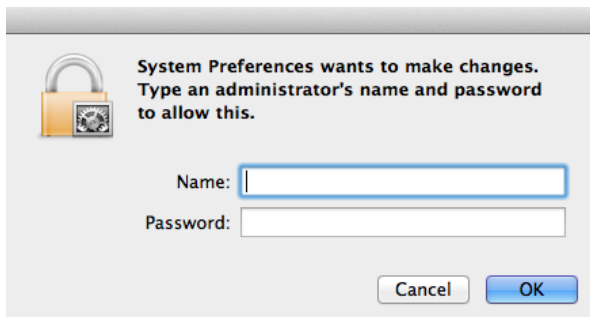 System Preferences wants to make changes.
Type an administrator's name and password
to allow this.
Name:
Password:
Cancel OK